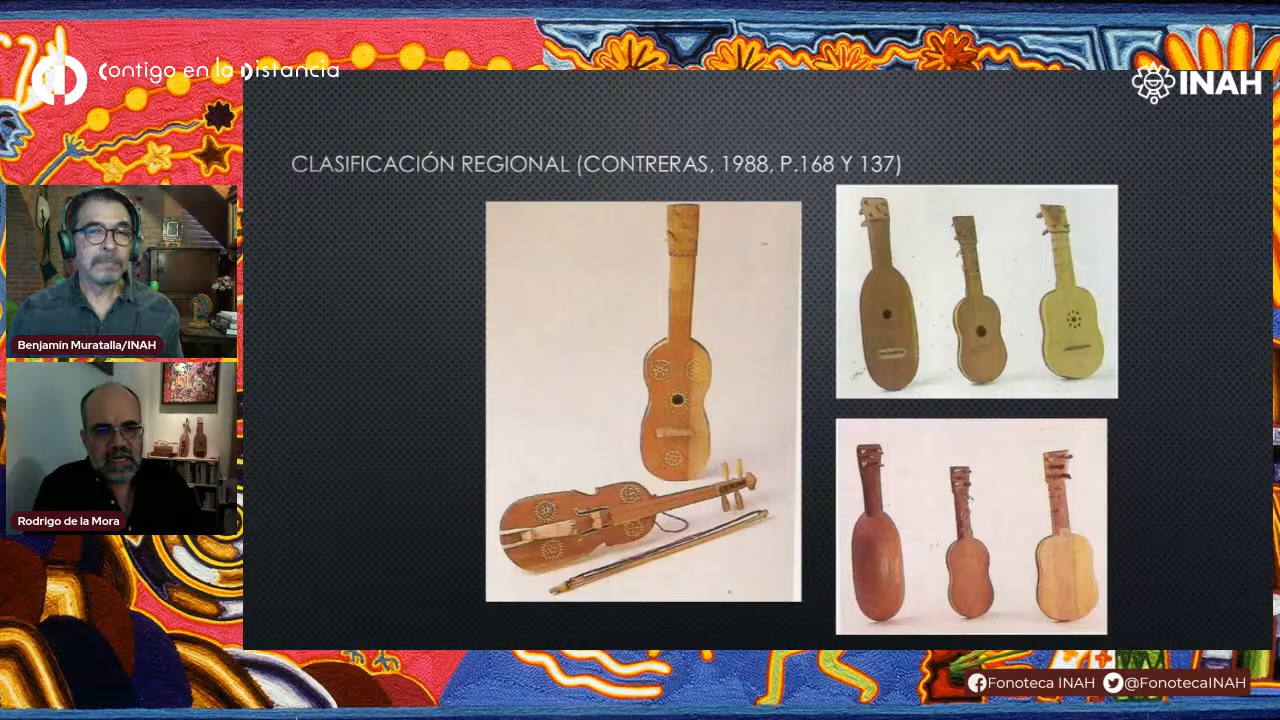 Contigo en la Distancia
INAH
CLASIFICACIÓN REGIONAL (CONTRERAS, 1988, P.168 Y 137)
Benjamín Muratalla/INAH
Rodrigo de la Mora
Fonoteca INAH @FonotecaINAH